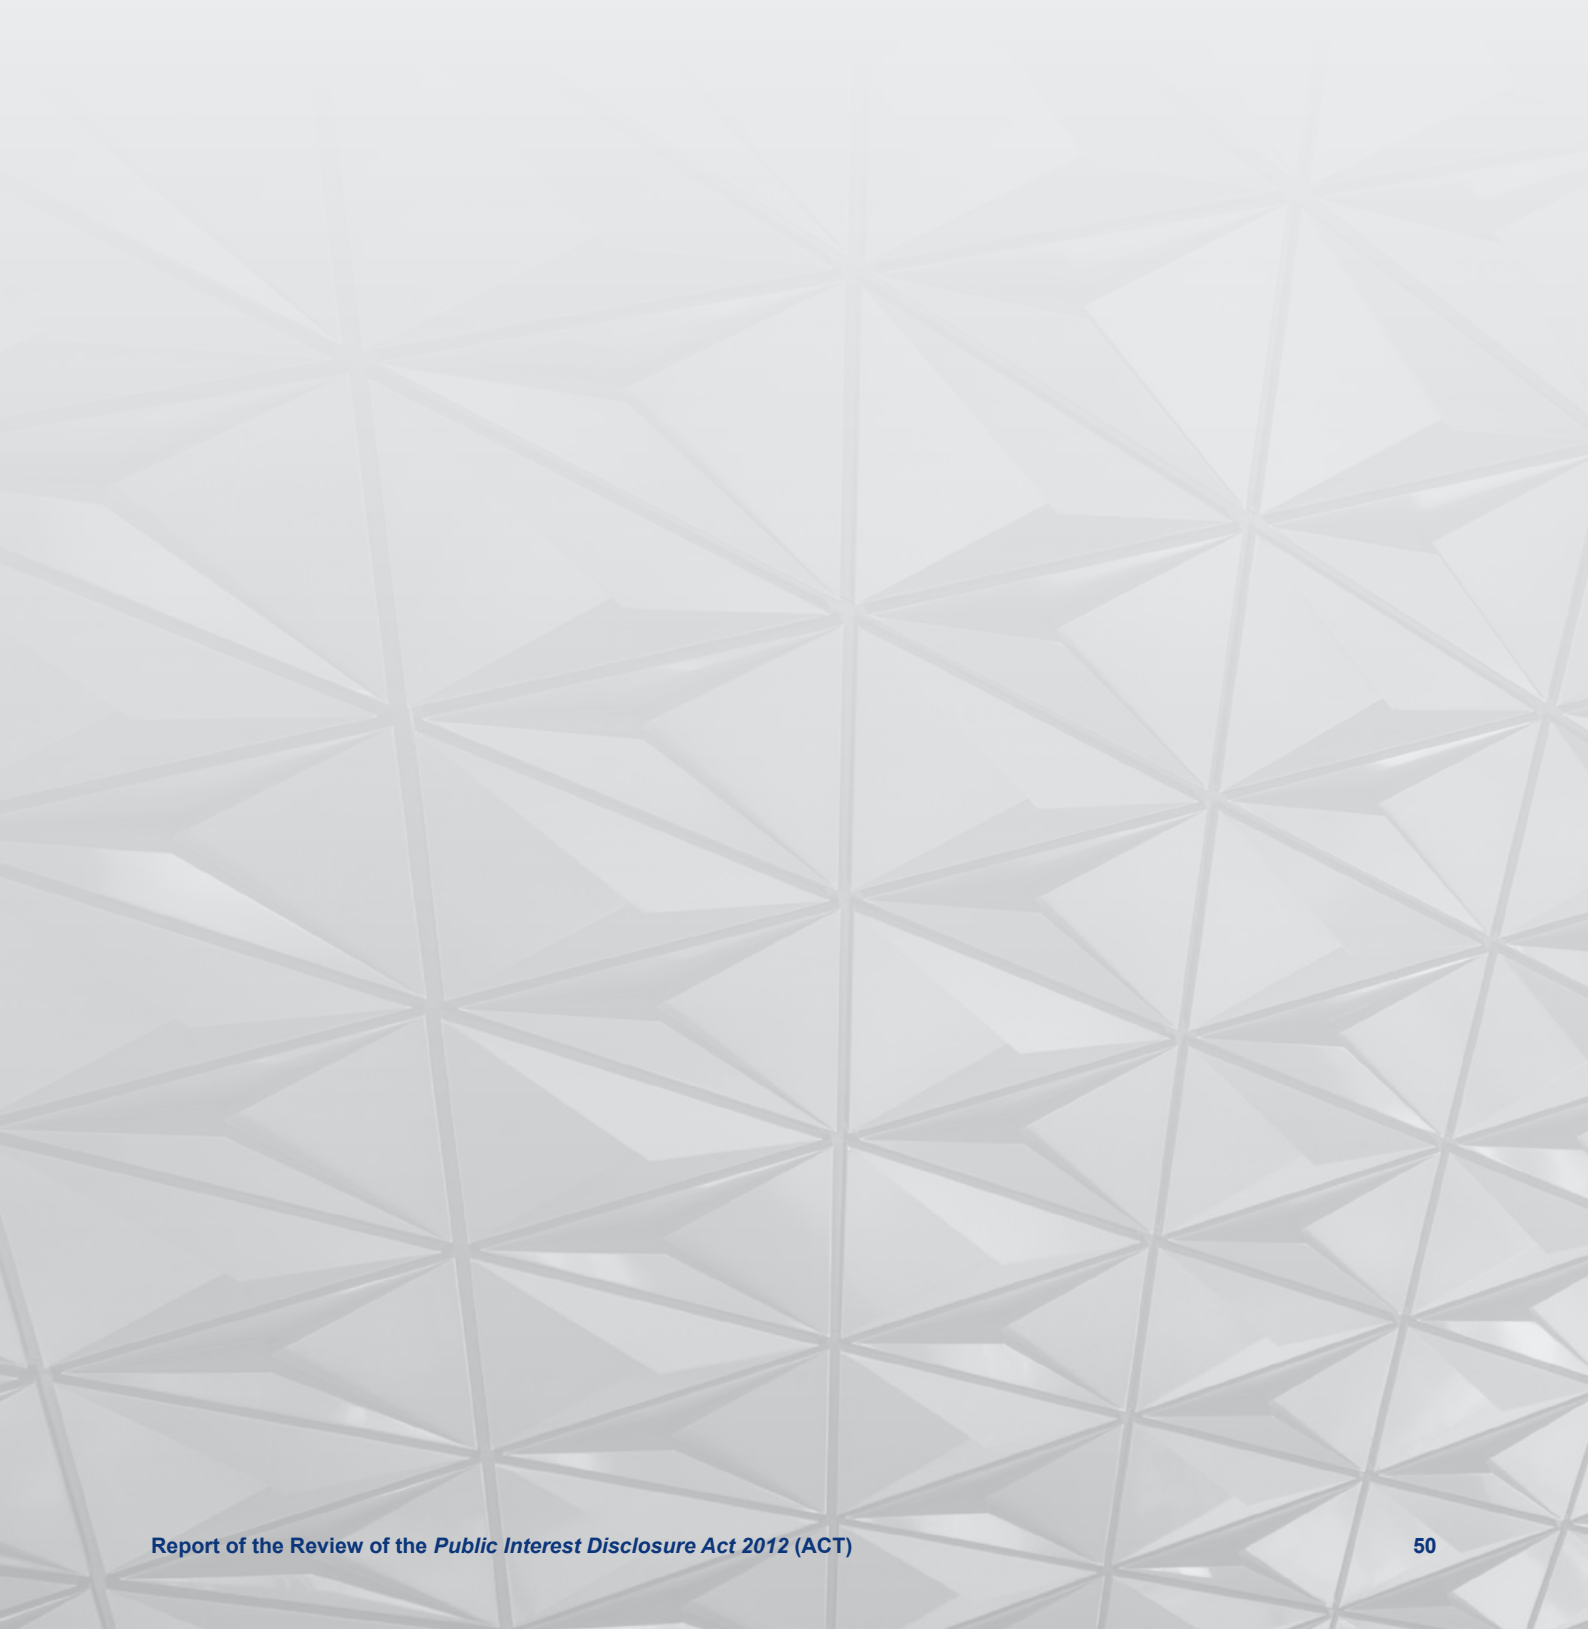 Report of the Review of the Public Interest Disclosure Act 2012 (ACT) 50